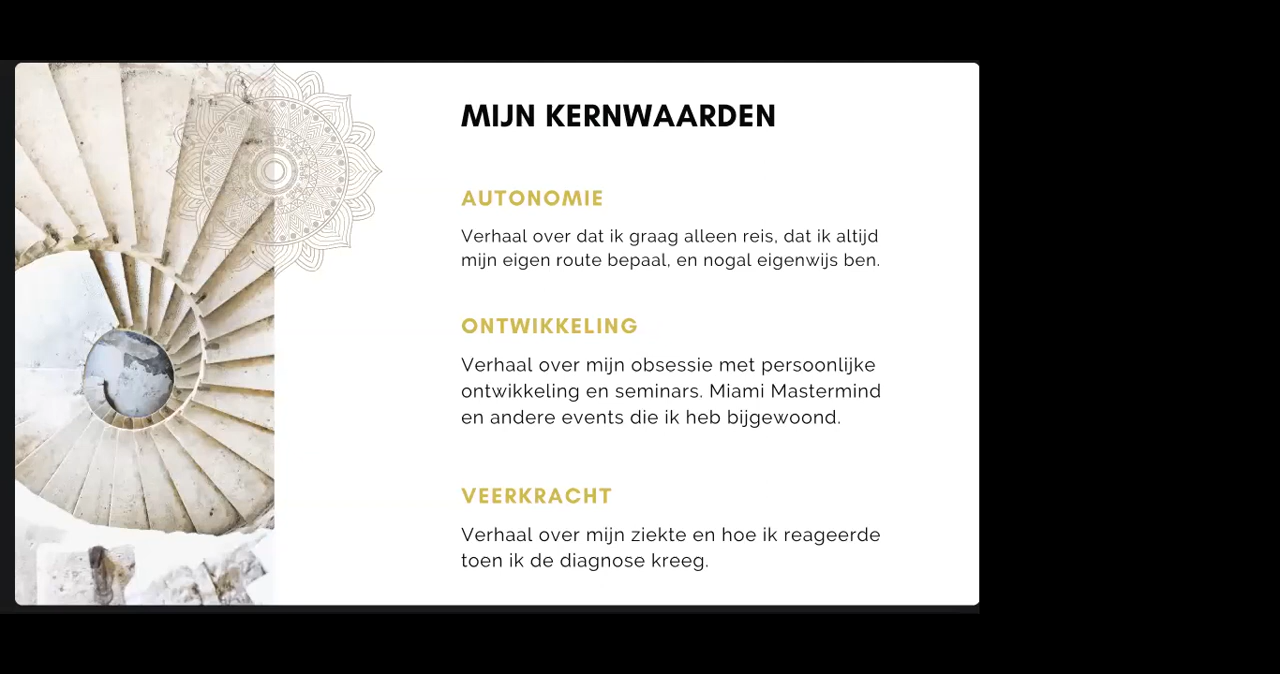 MIJN KERNWAARDEN
AUTONOMIE
Verhaal over dat ik graag alleen reis, dat ik altijd
mijn eigen route bepaal, en nogal eigenwijs ben.
ONTWIKKELING
Verhaal over mijn obsessie met persoonlijke
ontwikkeling en seminars. Miami Mastermind
en andere events die ik heb bijgewoond.
VEERKRACHT
Verhaal over mijn ziekte en hoe ik reageerde
toen ik de diagnose kreeg.